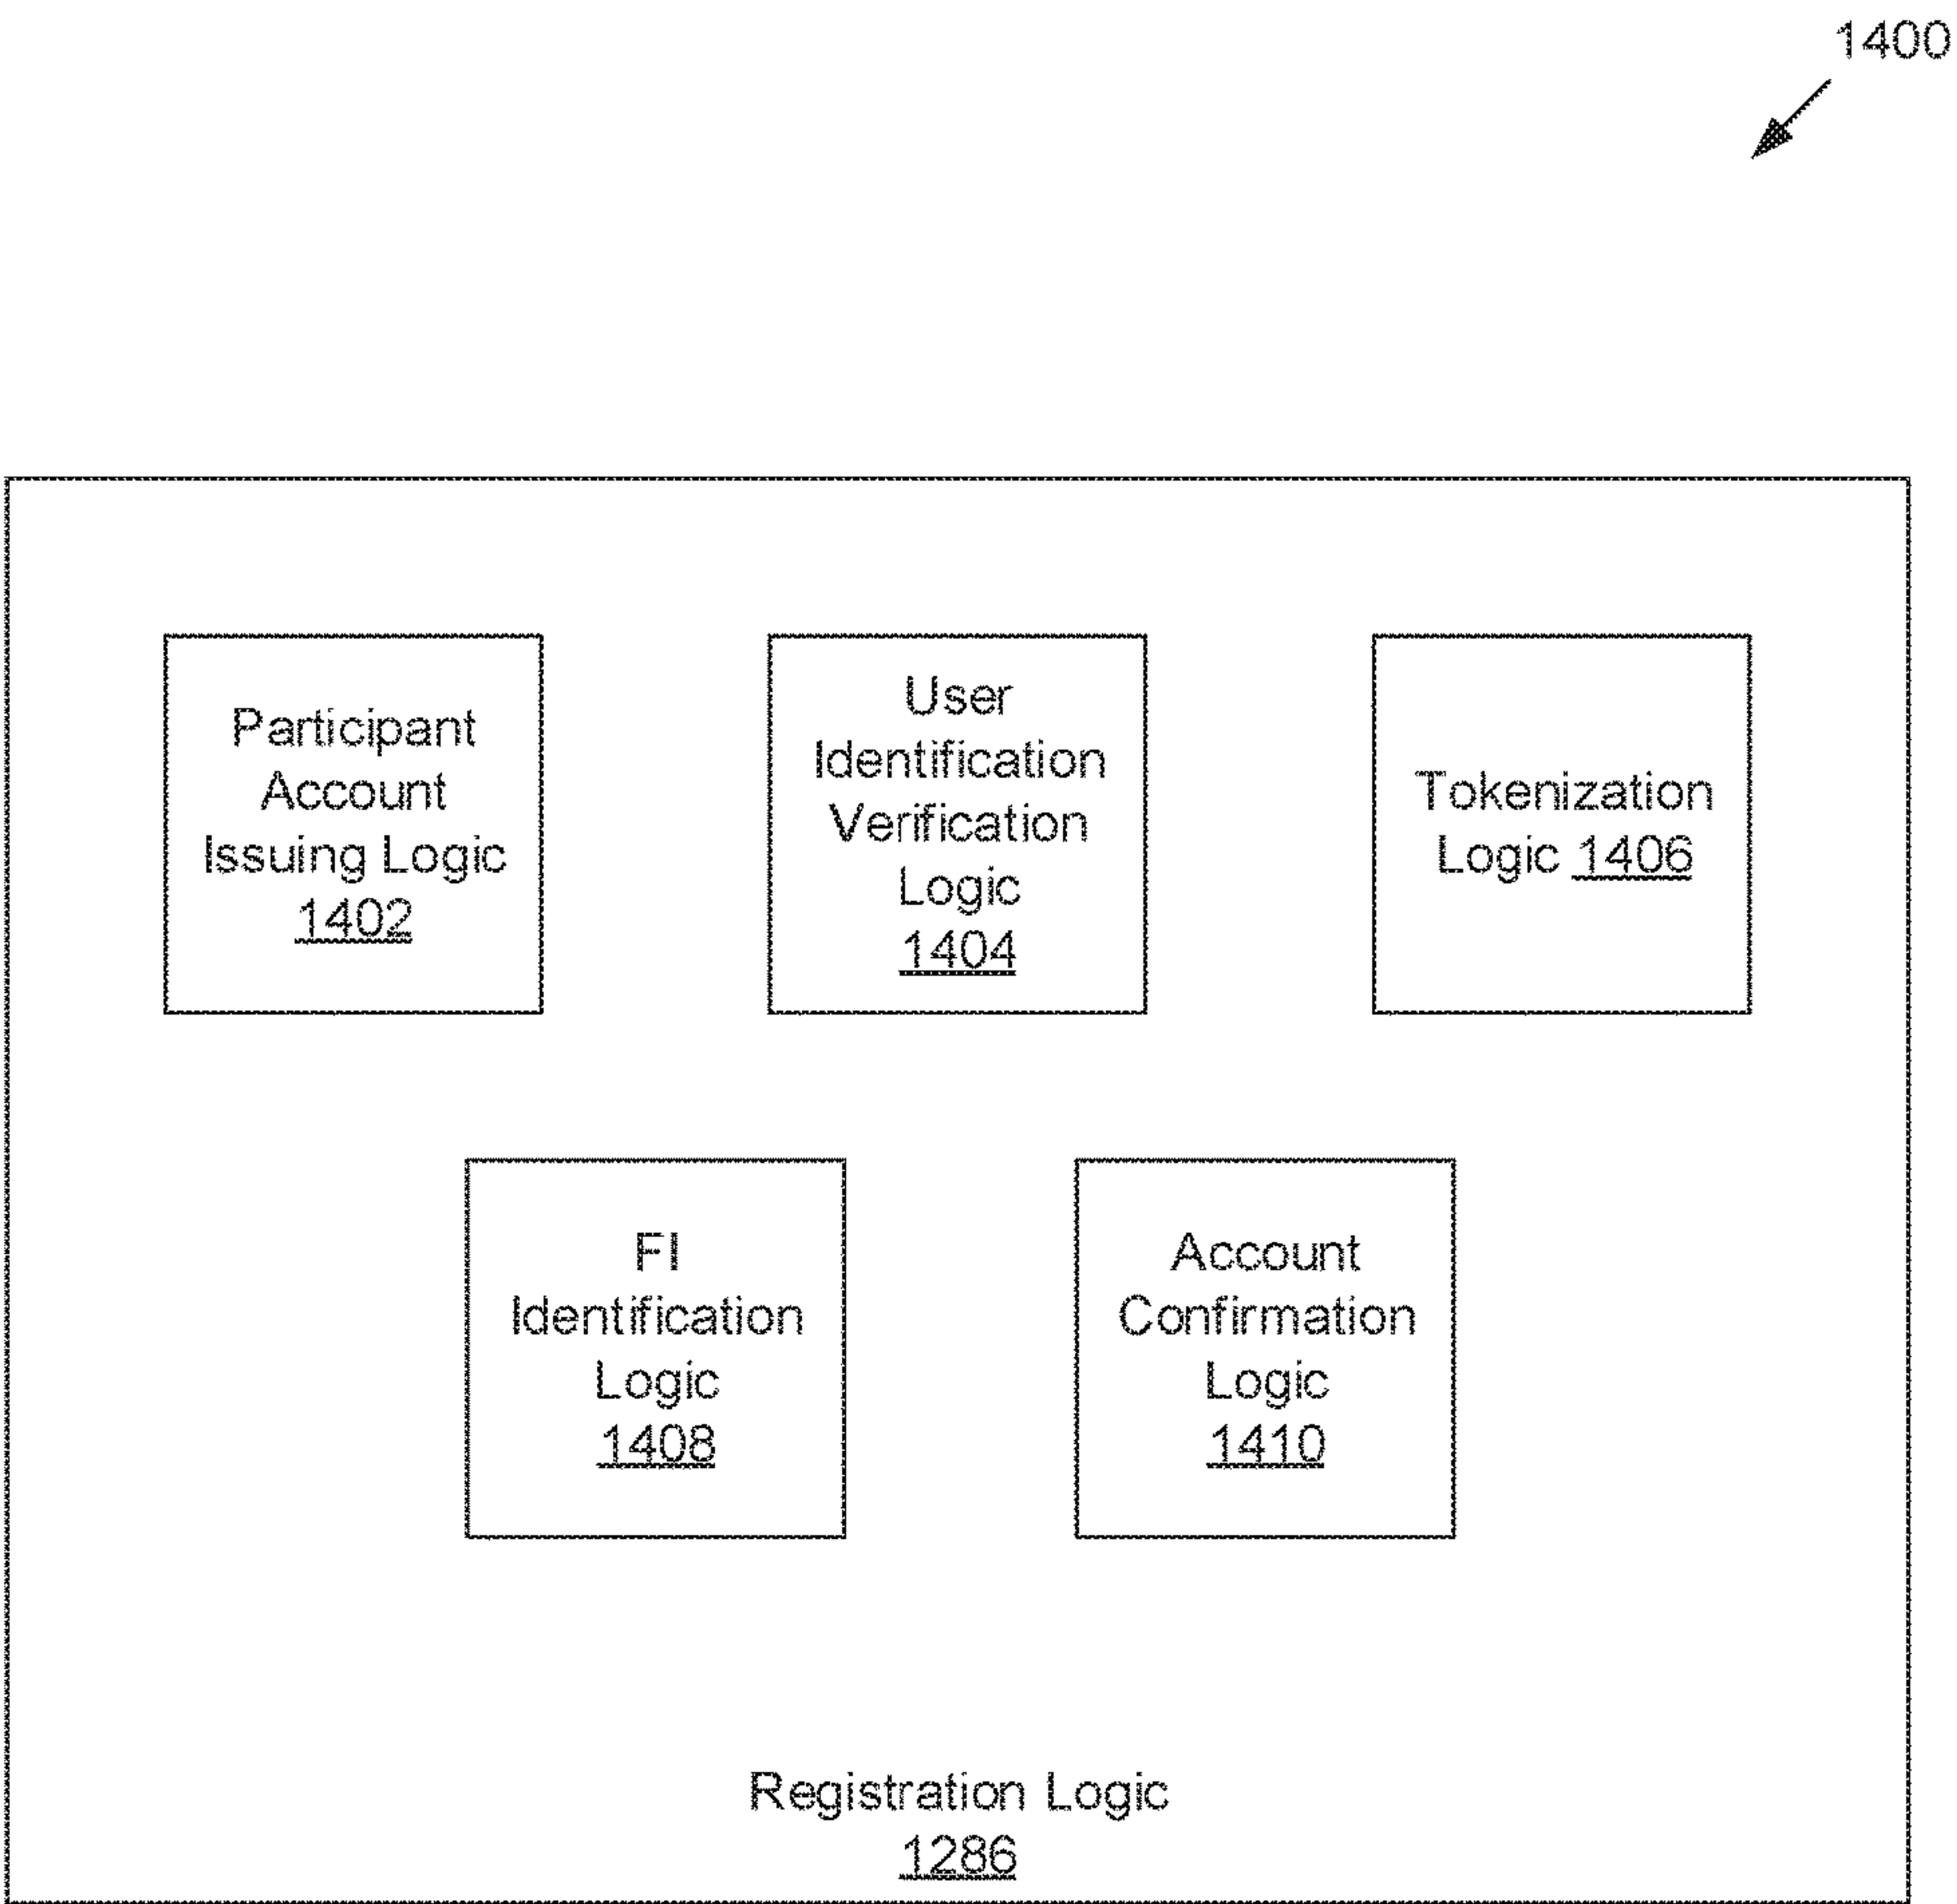 1400
Participant
Account
Issuing Logic
1402
User
Identification
Verification
Logic
1404
Tokenization
Logic 1406
FI
Identification
Logic
1408
Account
Confirmation
Logic
1410
Registration Logic
1286